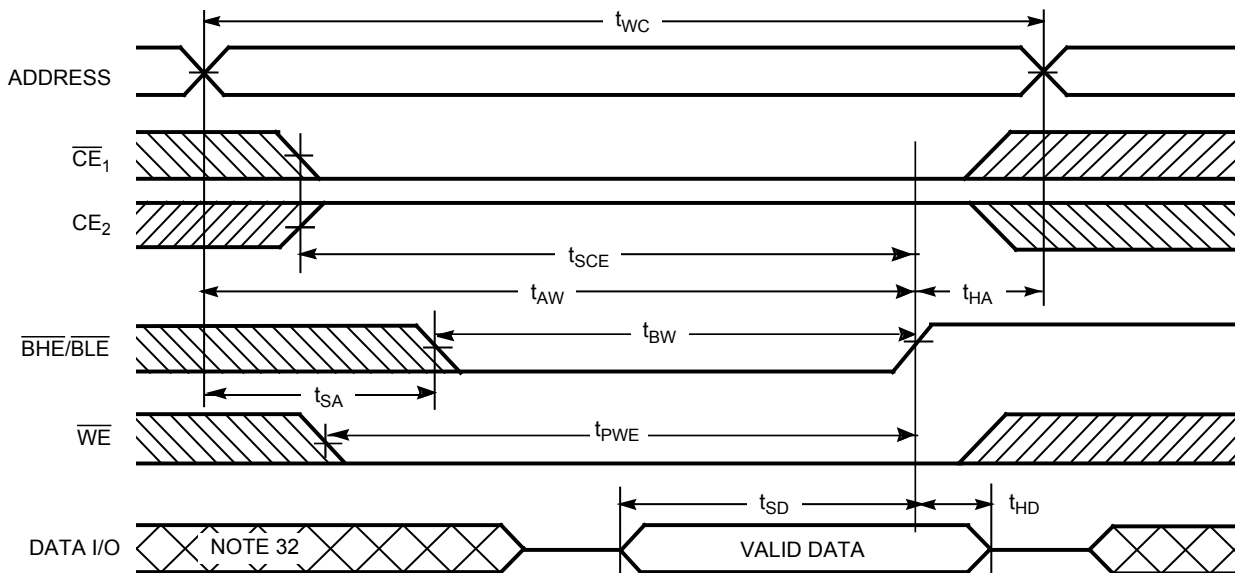 tWC
ADDRESS
CE1
CE2
tSCE
tAW
tHA
BHE/BLE
tBW
tSA
WE
tPWE
tSD
tHD
DATA I/O
NOTE 32
VALID DATA